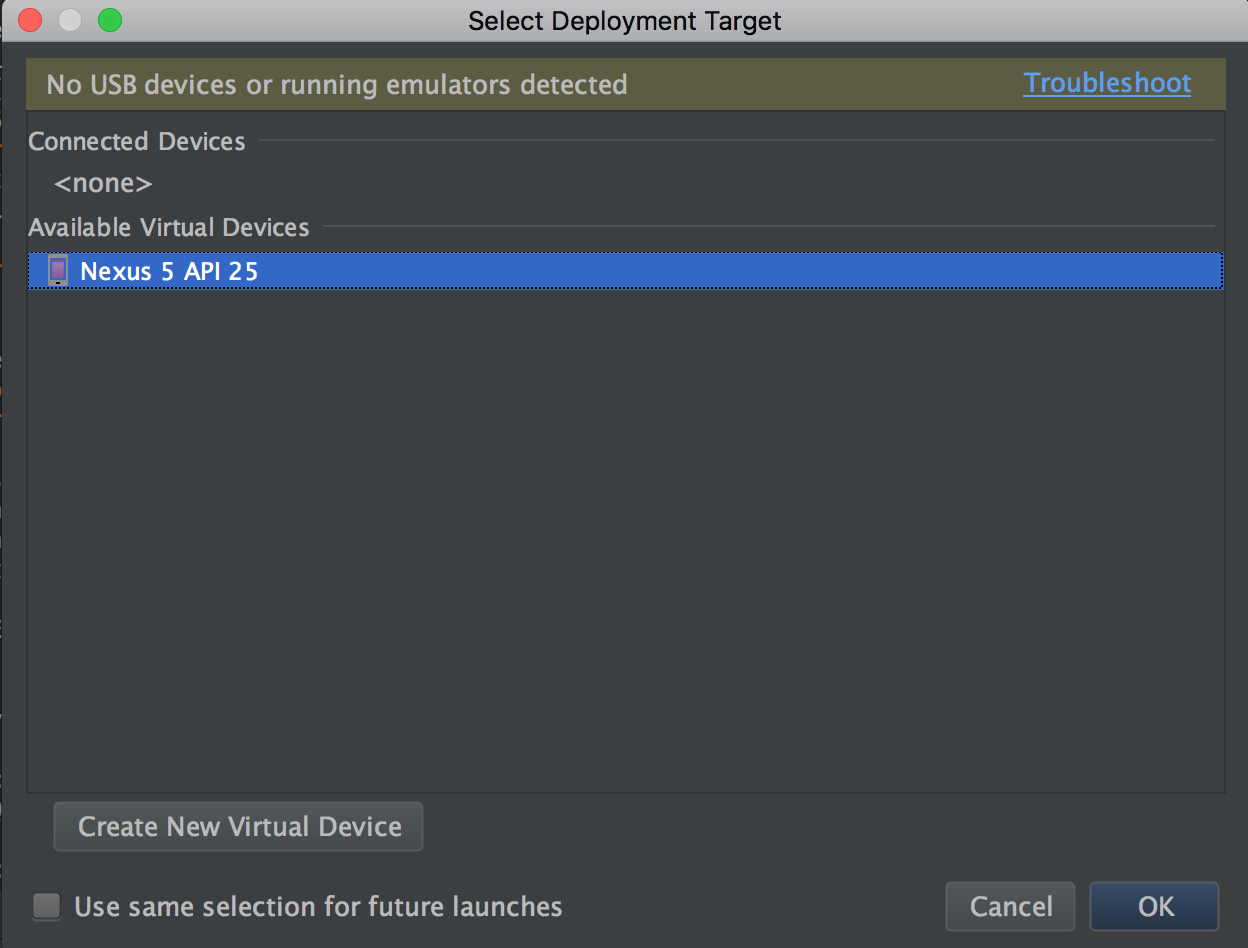 Select Deployment Target
No USB devices or running emulators detected Troubleshoot
Connected Devices
<none>
Available Virtual Devices
Nexus 5 API 25
Create New Virtual Device
Use same selection for future launches Cancel OK